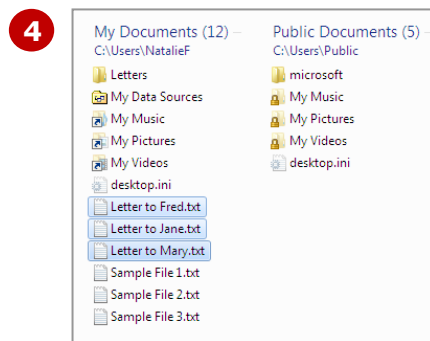 4
My Documents (12)
C:\Users\NatalieF
Letters
My Data Sources
My Music
My Pictures
My Videos
desktop.ini
Letter to Fred.txt
Letter to Jane.txt
Letter to Mary.txt
Sample File 1.txt
Sample File 2.txt
Sample File 3.txt
Public Documents (5)
C:\Users\Public
microsoft
My Music
My Pictures
My Videos
desktop.ini